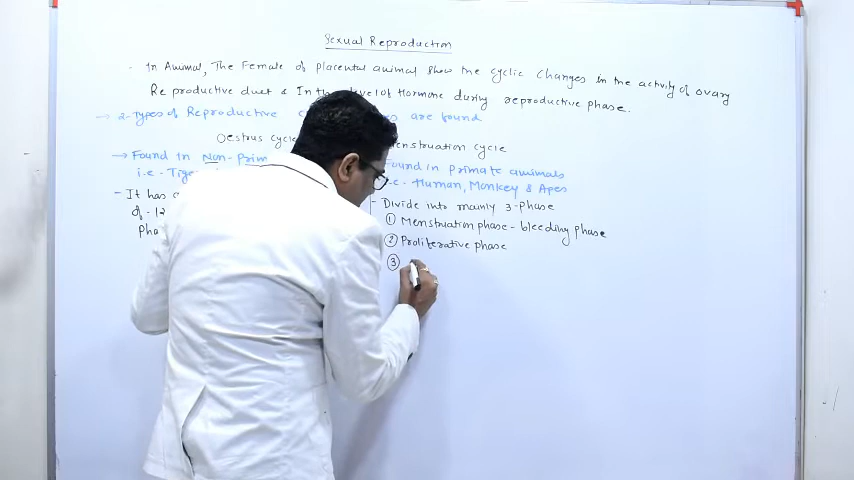 Sexual Reproduction
- In Animal, The Female of placental animal show the cyclic changes in the activity of ovary
Reproductive duct & In the level of Hormone during reproductive phase.
→ 2-Types of Reproductive are found
Oestrus cycle Menstruation cycle
→ Found in Non-Prim
i.e - Tige
- It has
of - 12
Pha
Found in primate animals
Human, Monkey & Apes
- Divide into mainly 3-phase
① Menstruation phase - bleeding phase
② Proliferative phase
③